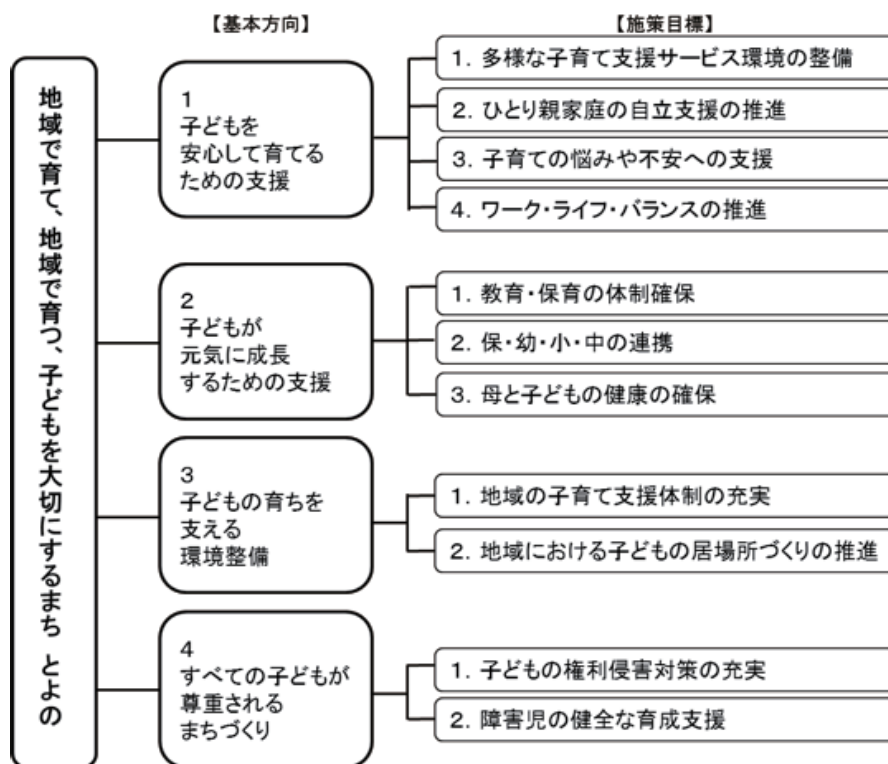 【基本方向】
【施策目標】
地域で育て、地域で育つ、子どもを大切にするまち とよの
1
子どもを
安心して育てる
ための支援
1. 多様な子育て支援サービス環境の整備
2. ひとり親家庭の自立支援の推進
3. 子育ての悩みや不安への支援
4. ワーク・ライフ・バランスの推進
2
子どもが
元気に成長
するための支援
1. 教育・保育の体制確保
2. 保・幼・小・中の連携
3. 母と子どもの健康の確保
3
子どもの育ちを
支える
環境整備
1. 地域の子育て支援体制の充実
2. 地域における子どもの居場所づくりの推進
4
すべての子どもが
尊重される
まちづくり
1. 子どもの権利侵害対策の充実
2. 障害児の健全な育成支援